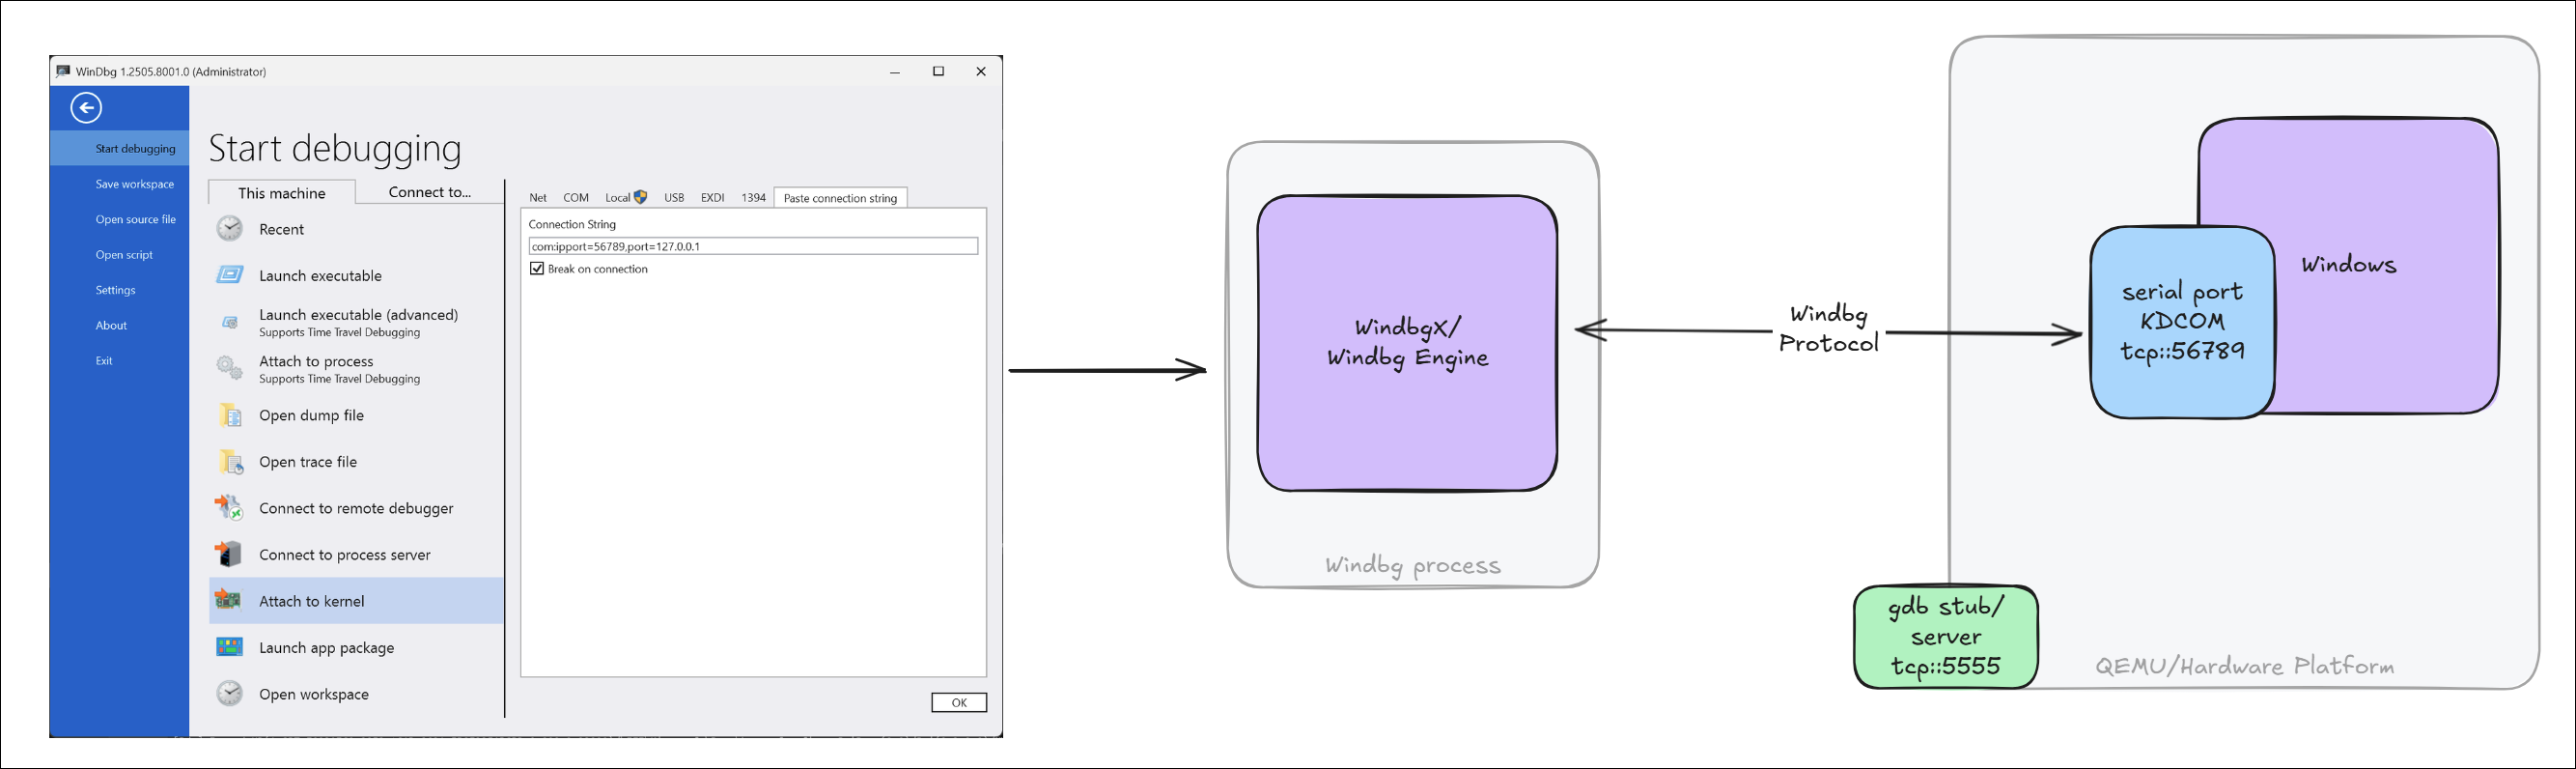 WinDbg 1.2505.8001.0 (Administrator)
Start debugging
Save workspace
Open source file
Open script
Settings
About
Exit
Start debugging
This machine
Connect to...
Recent
Launch executable
Launch executable (advanced)
Supports Time Travel Debugging
Attach to process
Supports Time Travel Debugging
Open dump file
Open trace file
Connect to remote debugger
Connect to process server
Attach to kernel
Launch app package
Open workspace
Net COM Local USB EXDI 1394 Paste connection string
Connection String
com:ipport=56789,port=127.0.0.1
Break on connection
OK
WindbgX/
Windbg Engine
Windbg process
Windbg
Protocol
Windows
serial port
KDCOM
tcp::56789
gdb stub/
server
tcp::5555
QEMU/Hardware Platform